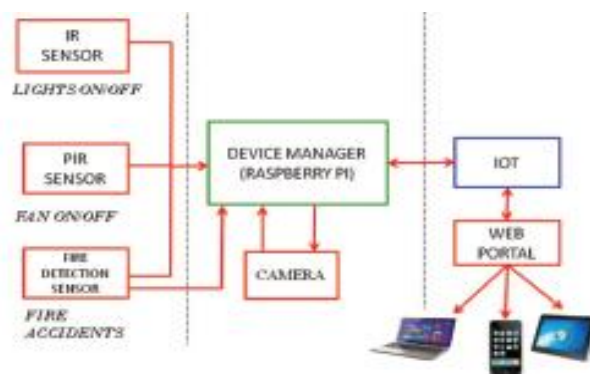 IR
SENSOR
LIGHTS ON/OFF
PIR
SENSOR
FAN ON/OFF
FIRE
DETECTION
SENSOR
FIRE
ACCIDENTS
DEVICE MANAGER
(RASPBERRY PI)
CAMERA
IOT
WEB
PORTAL